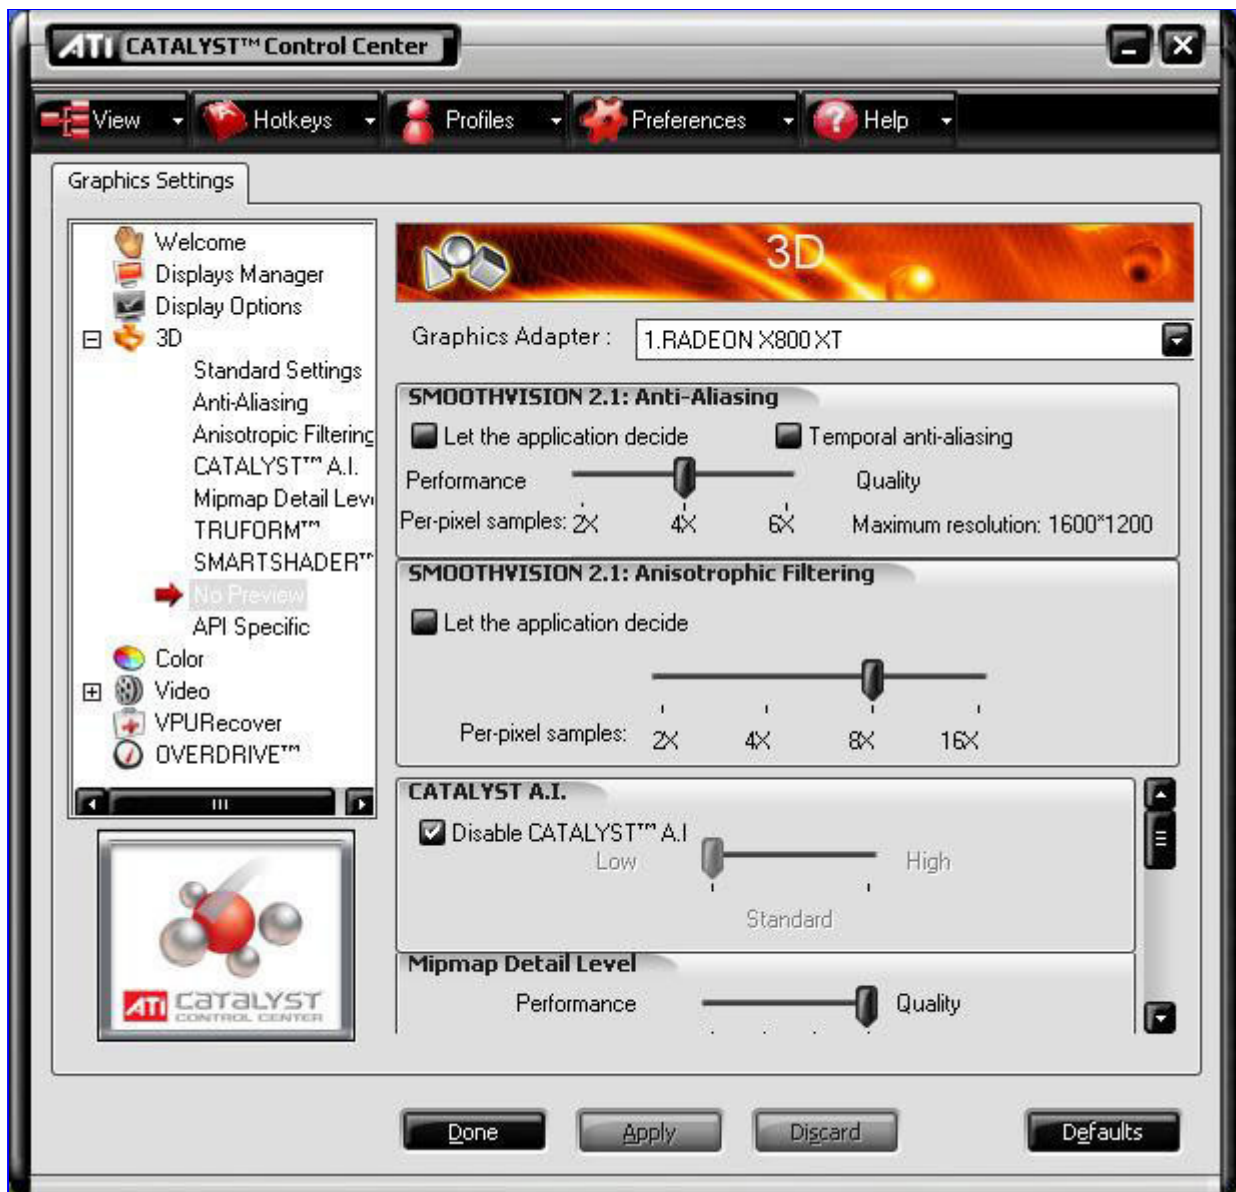 ATI CATALYST™ Control Center
View Hotkeys Profiles Preferences Help
Graphics Settings
Welcome
Displays Manager
Display Options
3D
Standard Settings
Anti-Aliasing
Anisotropic Filtering
CATALYST™ A.I.
Mipmap Detail Leve
TRUFORM™
SMARTSHADER™
No Preview
API Specific
Color
Video
VPURecover
OVERDRIVE™
ATI CATALYST
CONTROL CENTER
3D
Graphics Adapter : 1.RADEON X800 XT
SMOOTHVISION 2.1: Anti-Aliasing
Let the application decide Temporal anti-aliasing
Performance Quality
Per-pixel samples: 2X 4X 6X Maximum resolution: 1600*1200
SMOOTHVISION 2.1: Anisotrophic Filtering
Let the application decide
Per-pixel samples: 2X 4X 8X 16X
CATALYST A.I.
Disable CATALYST™ A.I
Low High
Standard
Mipmap Detail Level
Performance Quality
Done Apply Discard Defaults